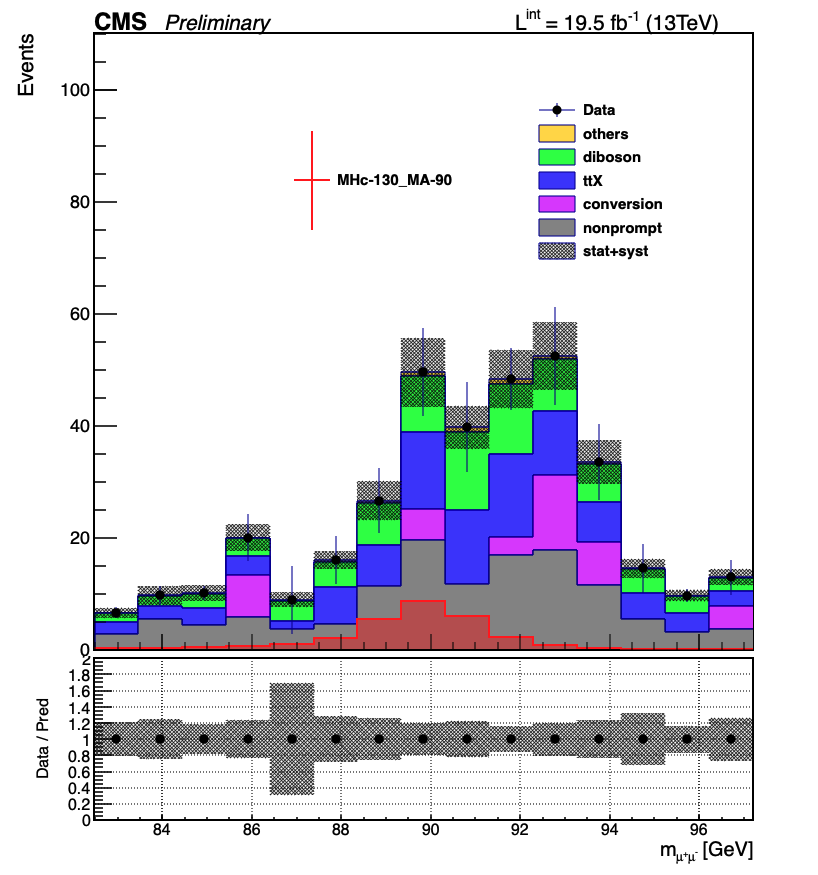 CMS Preliminary L^int = 19.5 fb^-1 (13TeV)
Events
100
80
60
40
20
0
MHc-130_MA-90
Data
others
diboson
ttX
conversion
nonprompt
stat+syst
Data / Pred
2
1.8
1.6
1.4
1.2
1
0.8
0.6
0.4
0.2
0
84 86 88 90 92 94 96
m_μ⁺μ⁻ [GeV]